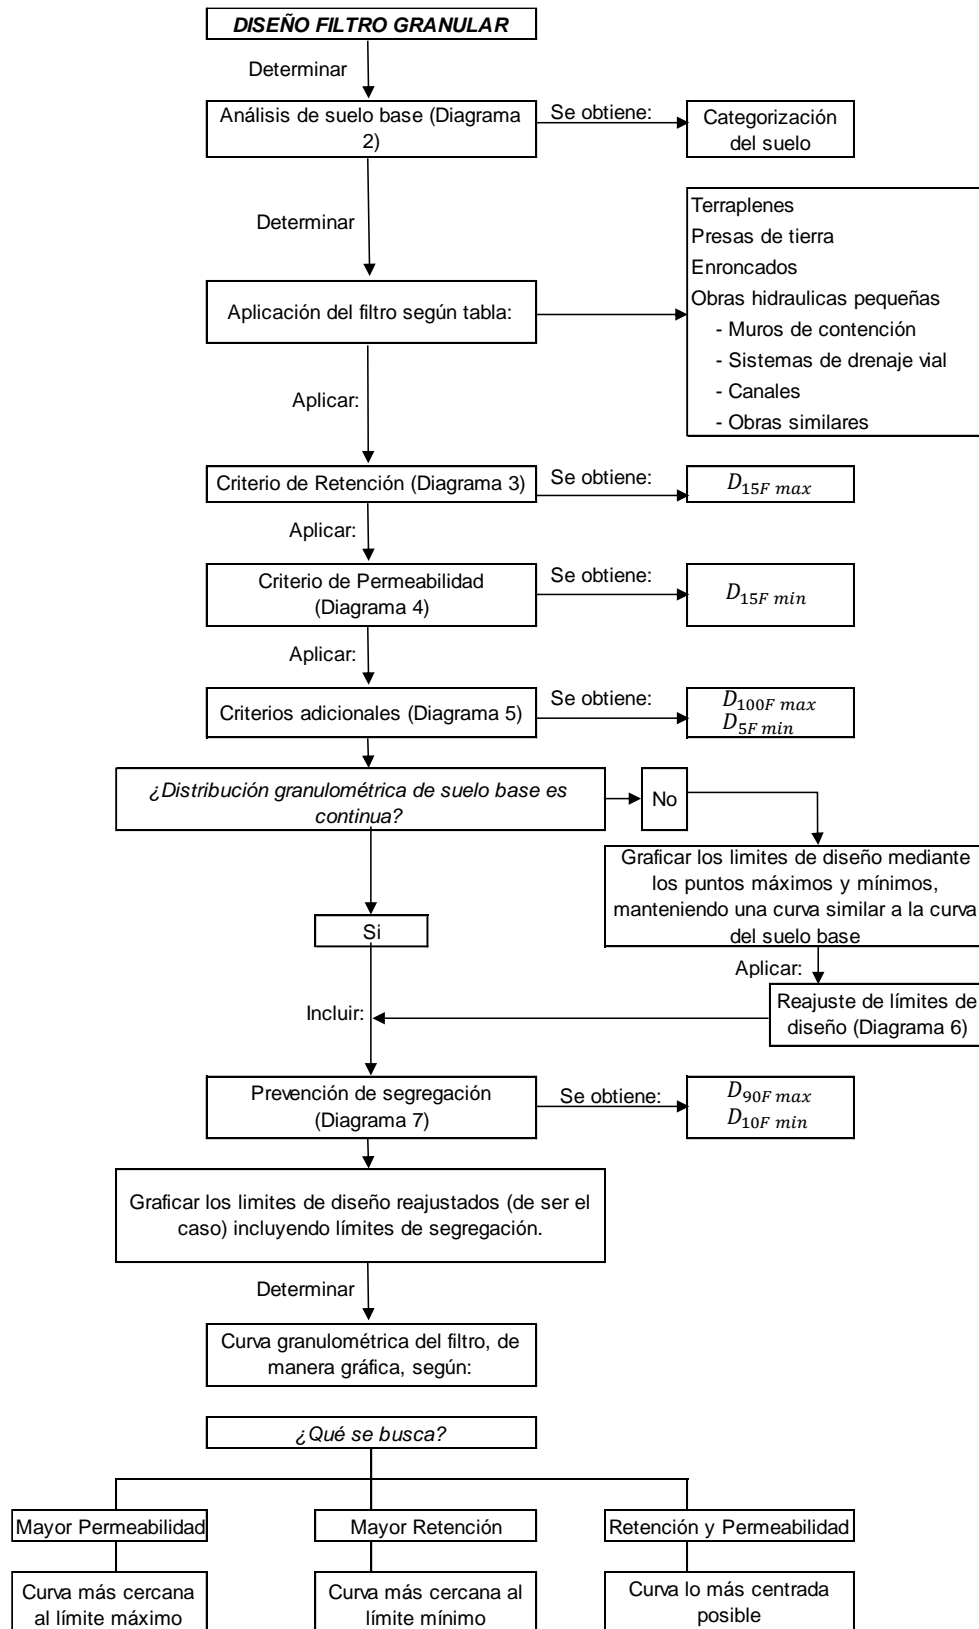 DISEÑO FILTRO GRANULAR
Determinar
Análisis de suelo base (Diagrama
2)
Se obtiene:
Categorización
del suelo
Determinar
Aplicación del filtro según tabla:
Terraplenes
Presas de tierra
Enroncados
Obras hidraulicas pequeñas
- Muros de contención
- Sistemas de drenaje vial
- Canales
- Obras similares
Aplicar:
Criterio de Retención (Diagrama 3)
Se obtiene:
D15F max
Aplicar:
Criterio de Permeabilidad
(Diagrama 4)
Se obtiene:
D15F min
Aplicar:
Criterios adicionales (Diagrama 5)
Se obtiene:
D100F max
D5F min
¿Distribución granulométrica de suelo base es
continua?
No
Graficar los limites de diseño mediante
los puntos máximos y mínimos,
manteniendo una curva similar a la curva
del suelo base
Si
Aplicar:
Reajuste de límites de
diseño (Diagrama 6)
Incluir:
Prevención de segregación
(Diagrama 7)
Se obtiene:
D90F max
D10F min
Graficar los limites de diseño reajustados (de ser el
caso) incluyendo límites de segregación.
Determinar
Curva granulométrica del filtro, de
manera gráfica, según:
¿Qué se busca?
Mayor Permeabilidad
Mayor Retención
Retención y Permeabilidad
Curva más cercana
al límite máximo
Curva más cercana al
límite mínimo
Curva lo más centrada
posible